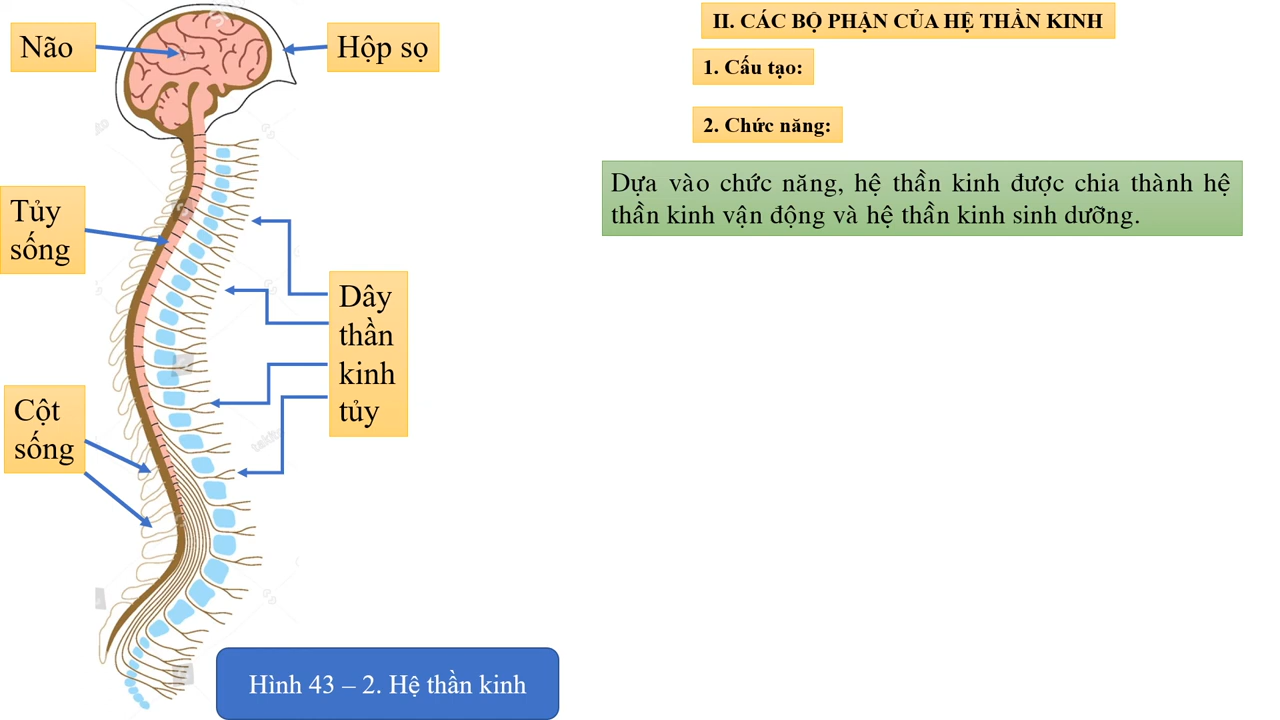 Não
Hộp sọ
II. CÁC BỘ PHẬN CỦA HỆ THẦN KINH
1. Cấu tạo:
2. Chức năng:
Dựa vào chức năng, hệ thần kinh được chia thành hệ
thần kinh vận động và hệ thần kinh sinh dưỡng.
Tủy
sống
Dây
thần
kinh
tủy
Cột
sống
Hình 43 – 2. Hệ thần kinh